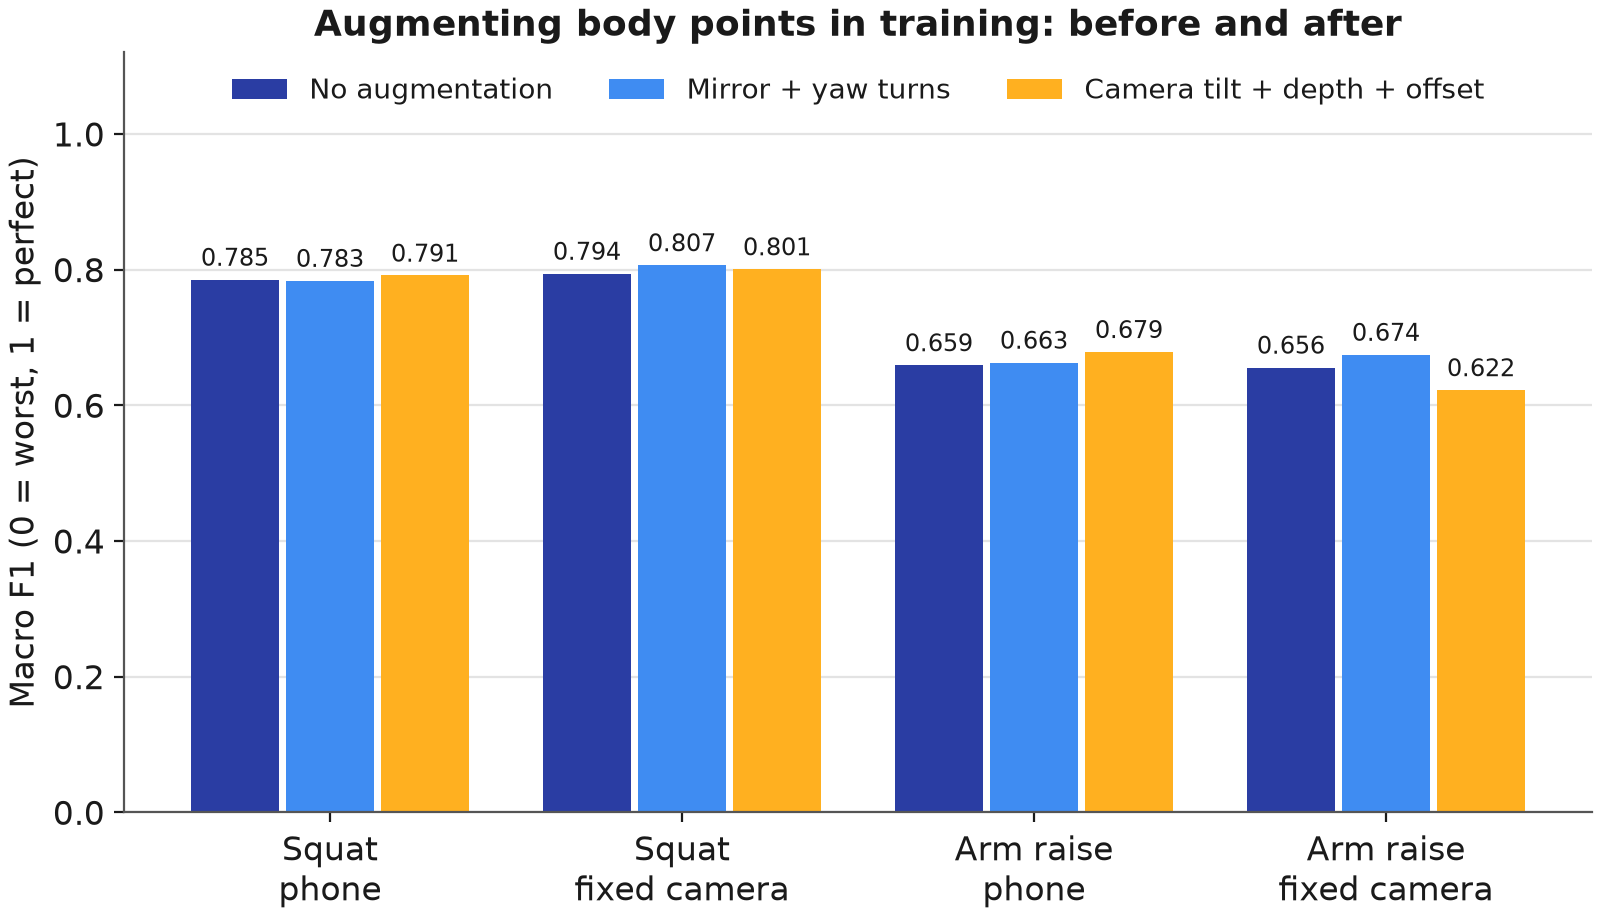 Augmenting body points in training: before and after
No augmentation
Mirror + yaw turns
Camera tilt + depth + offset
Macro F1 (0 = worst, 1 = perfect)
1.0
0.8
0.6
0.4
0.2
0.0
0.785
0.783
0.791
0.794
0.807
0.801
0.659
0.663
0.679
0.656
0.674
0.622
Squat
phone
Squat
fixed camera
Arm raise
phone
Arm raise
fixed camera